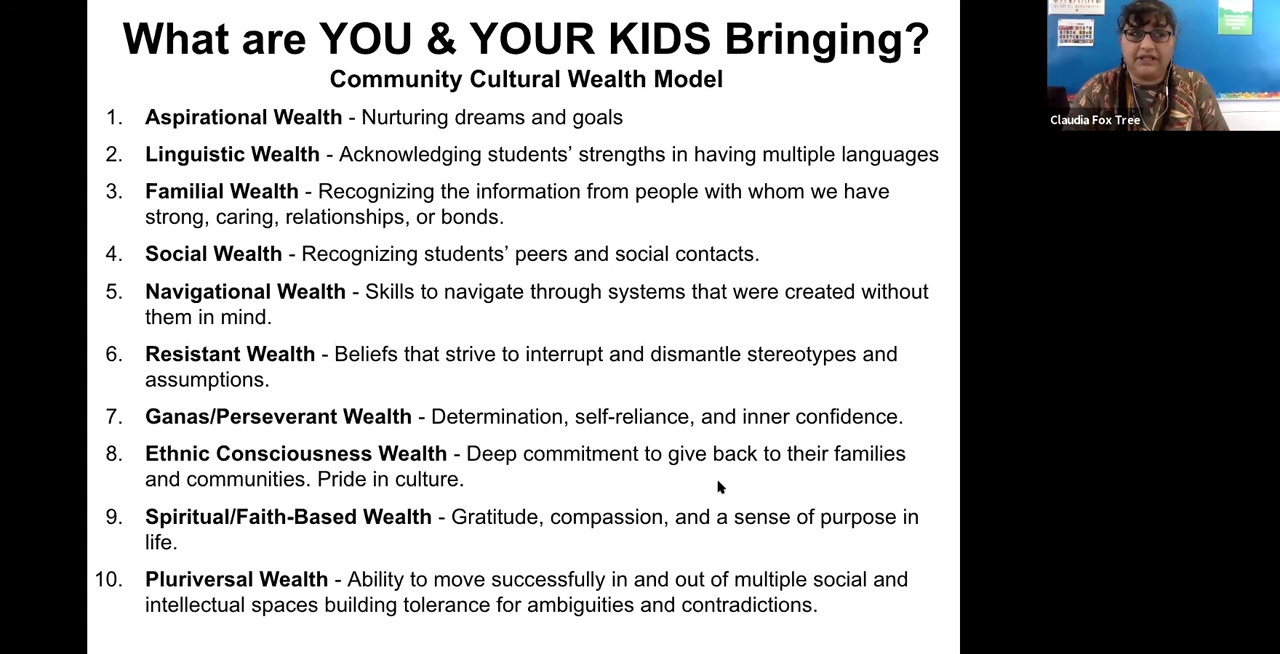 What are YOU & YOUR KIDS Bringing?
Community Cultural Wealth Model
1. Aspirational Wealth - Nurturing dreams and goals
2. Linguistic Wealth - Acknowledging students’ strengths in having multiple languages
3. Familial Wealth - Recognizing the information from people with whom we have
strong, caring, relationships, or bonds.
4. Social Wealth - Recognizing students’ peers and social contacts.
5. Navigational Wealth - Skills to navigate through systems that were created without
them in mind.
6. Resistant Wealth - Beliefs that strive to interrupt and dismantle stereotypes and
assumptions.
7. Ganas/Perseverant Wealth - Determination, self-reliance, and inner confidence.
8. Ethnic Consciousness Wealth - Deep commitment to give back to their families
and communities. Pride in culture.
9. Spiritual/Faith-Based Wealth - Gratitude, compassion, and a sense of purpose in
life.
10. Pluriversal Wealth - Ability to move successfully in and out of multiple social and
intellectual spaces building tolerance for ambiguities and contradictions.
Claudia Fox Tree